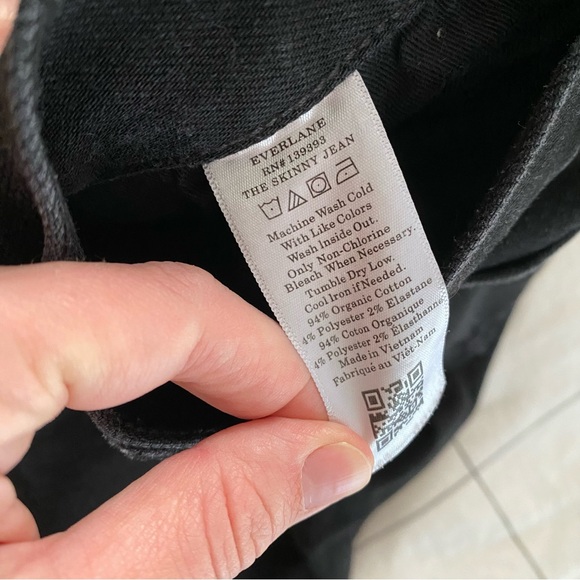 EVERLANE
RN# 139393
THE SKINNY JEAN
Machine Wash Cold
With Like Colors
Wash Inside Out.
Only Non-Chlorine
Bleach When Necessary.
Tumble Dry Low.
Cool Iron if Needed.
94% Organic Cotton
4% Polyester 2% Elastane
94% Coton Organique
4% Polyester 2% Élasthanne
Made in Vietnam
Fabriqué au Viêt-Nam